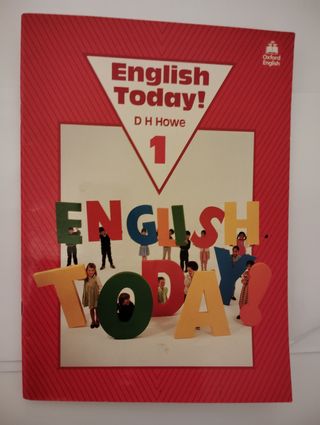 Oxford
English
English
Today!
D H Howe
1
ENGLISH
TODAY!